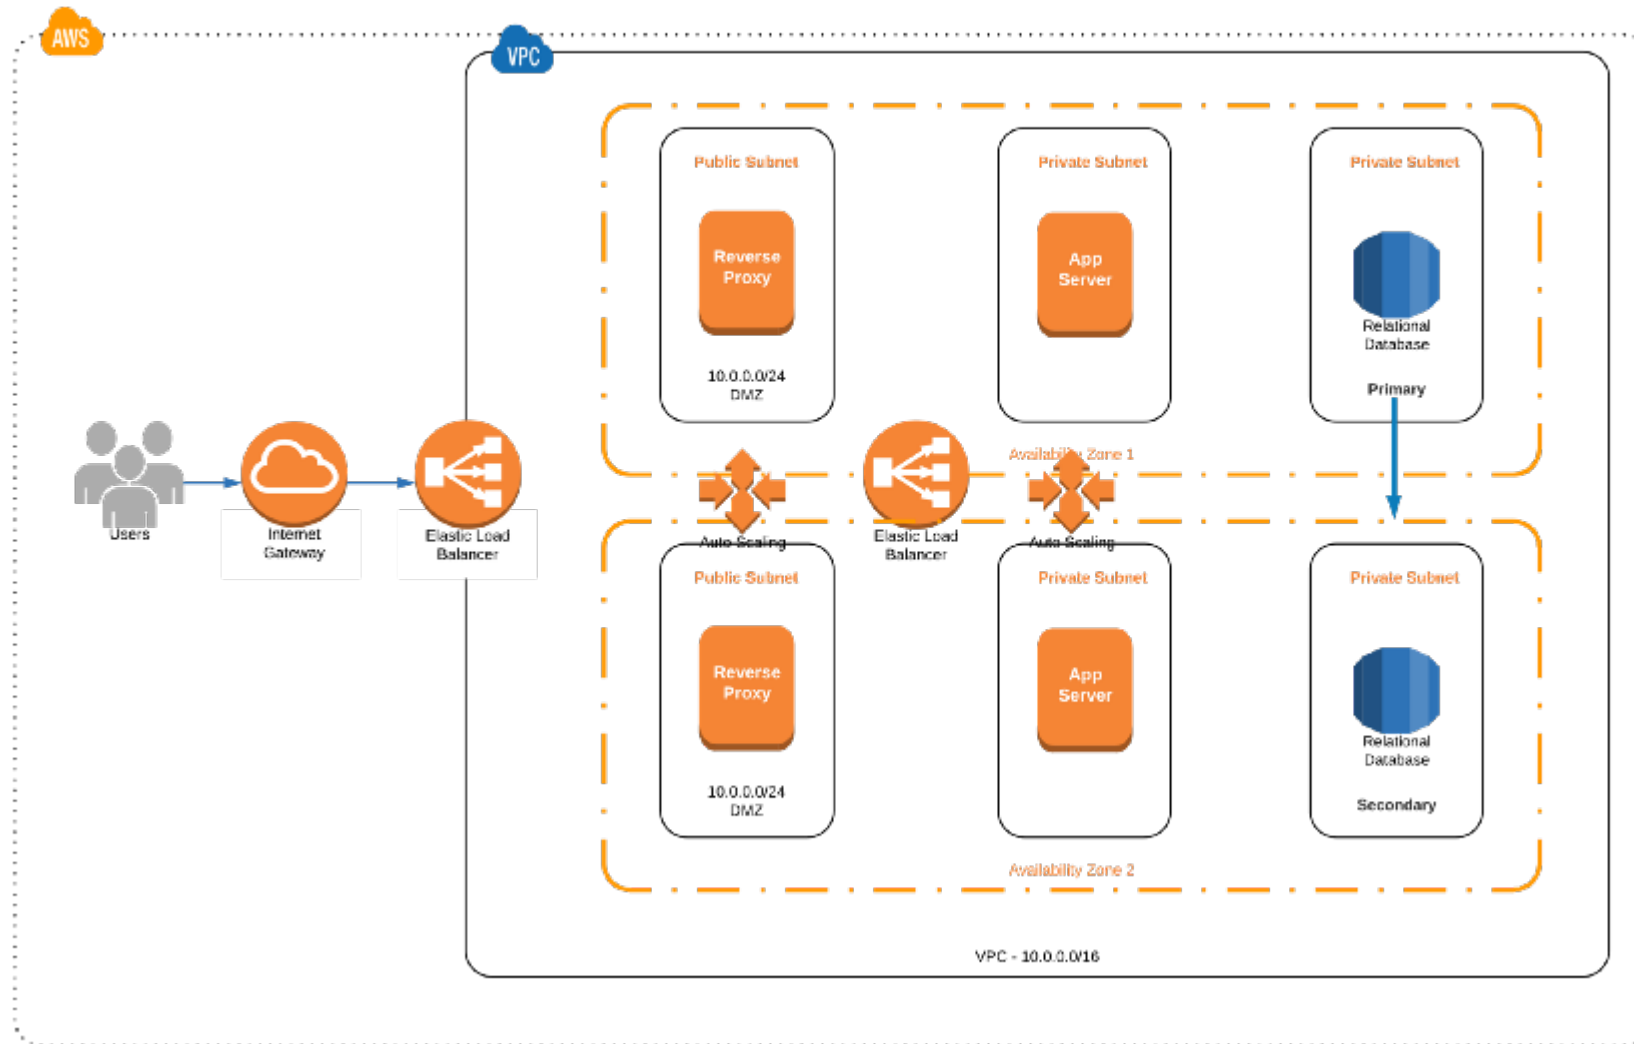 AWS
VPC
Public Subnet
Private Subnet
Private Subnet
Reverse
Proxy
App
Server
Relational
Database
10.0.0.0/24
DMZ
Primary
Availability Zone 1
Users
Internet
Gateway
Elastic Load
Balancer
Auto Scaling
Elastic Load
Balancer
Auto Scaling
Public Subnet
Private Subnet
Private Subnet
Reverse
Proxy
App
Server
Relational
Database
10.0.0.0/24
DMZ
Secondary
Availability Zone 2
VPC - 10.0.0.0/16